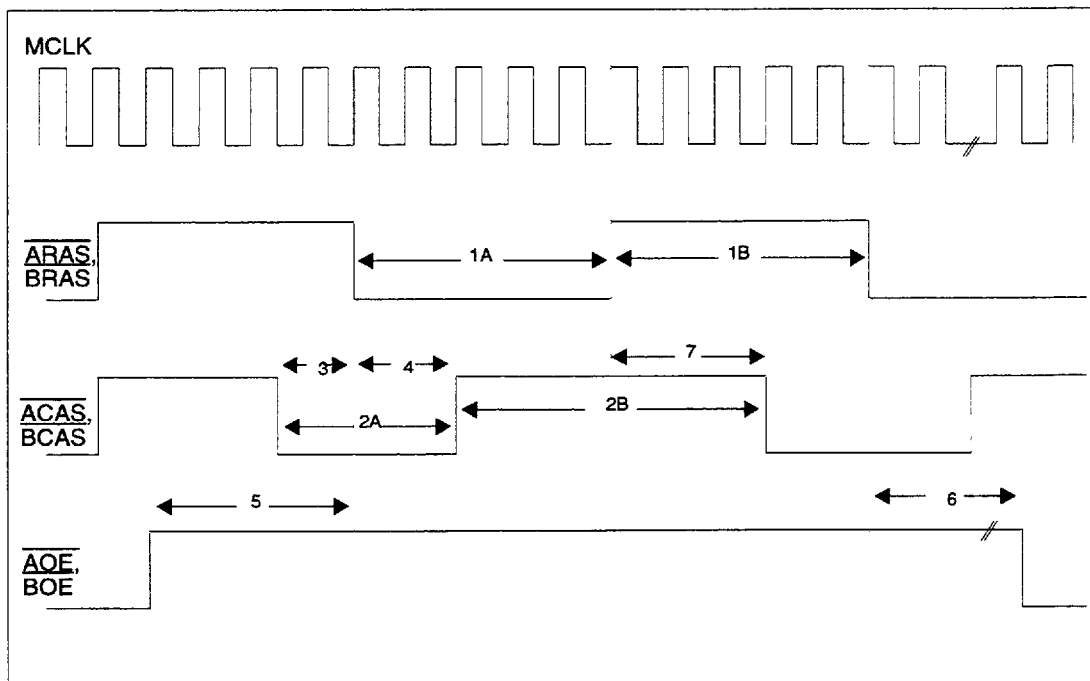 MCLK
ARAS,
BRAS
1A
1B
3
4
7
ACAS,
BCAS
2A
2B
5
6
AOE,
BOE